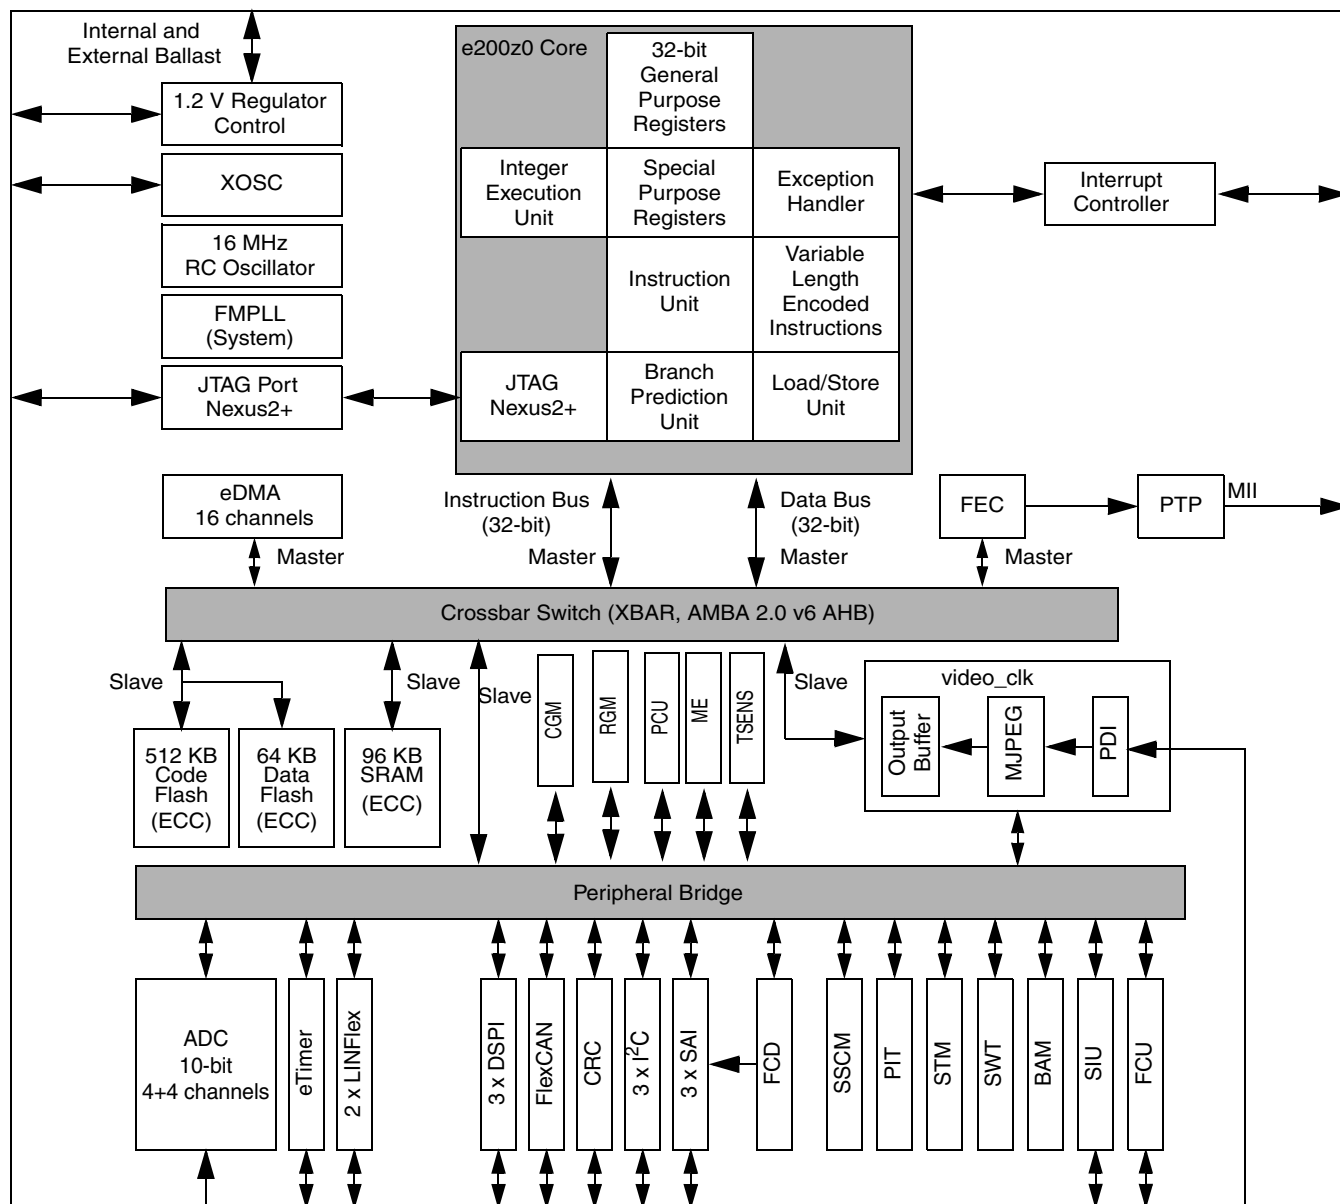 Internal and
External Ballast
1.2 V Regulator
Control
XOSC
16 MHz
RC Oscillator
FMPLL
(System)
JTAG Port
Nexus2+
e200z0 Core
32-bit
General
Purpose
Registers
Integer
Execution
Unit
Special
Purpose
Registers
Exception
Handler
Instruction
Unit
Variable
Length
Encoded
Instructions
JTAG
Nexus2+
Branch
Prediction
Unit
Load/Store
Unit
Interrupt
Controller
eDMA
16 channels
Master
Instruction Bus
(32-bit)
Master
Data Bus
(32-bit)
Master
FEC
Master
PTP
MII
Crossbar Switch (XBAR, AMBA 2.0 v6 AHB)
Slave
Slave
Slave
Slave
512 KB
Code
Flash
(ECC)
64 KB
Data
Flash
(ECC)
96 KB
SRAM
(ECC)
CGM
RGM
PCU
ME
TSENS
video_clk
Output
Buffer
MJPEG
PDI
Peripheral Bridge
ADC
10-bit
4+4 channels
eTimer
2 x LINFlex
3 x DSPI
FlexCAN
CRC
3 x I²C
3 x SAI
FCD
SSCM
PIT
STM
SWT
BAM
SIU
FCU